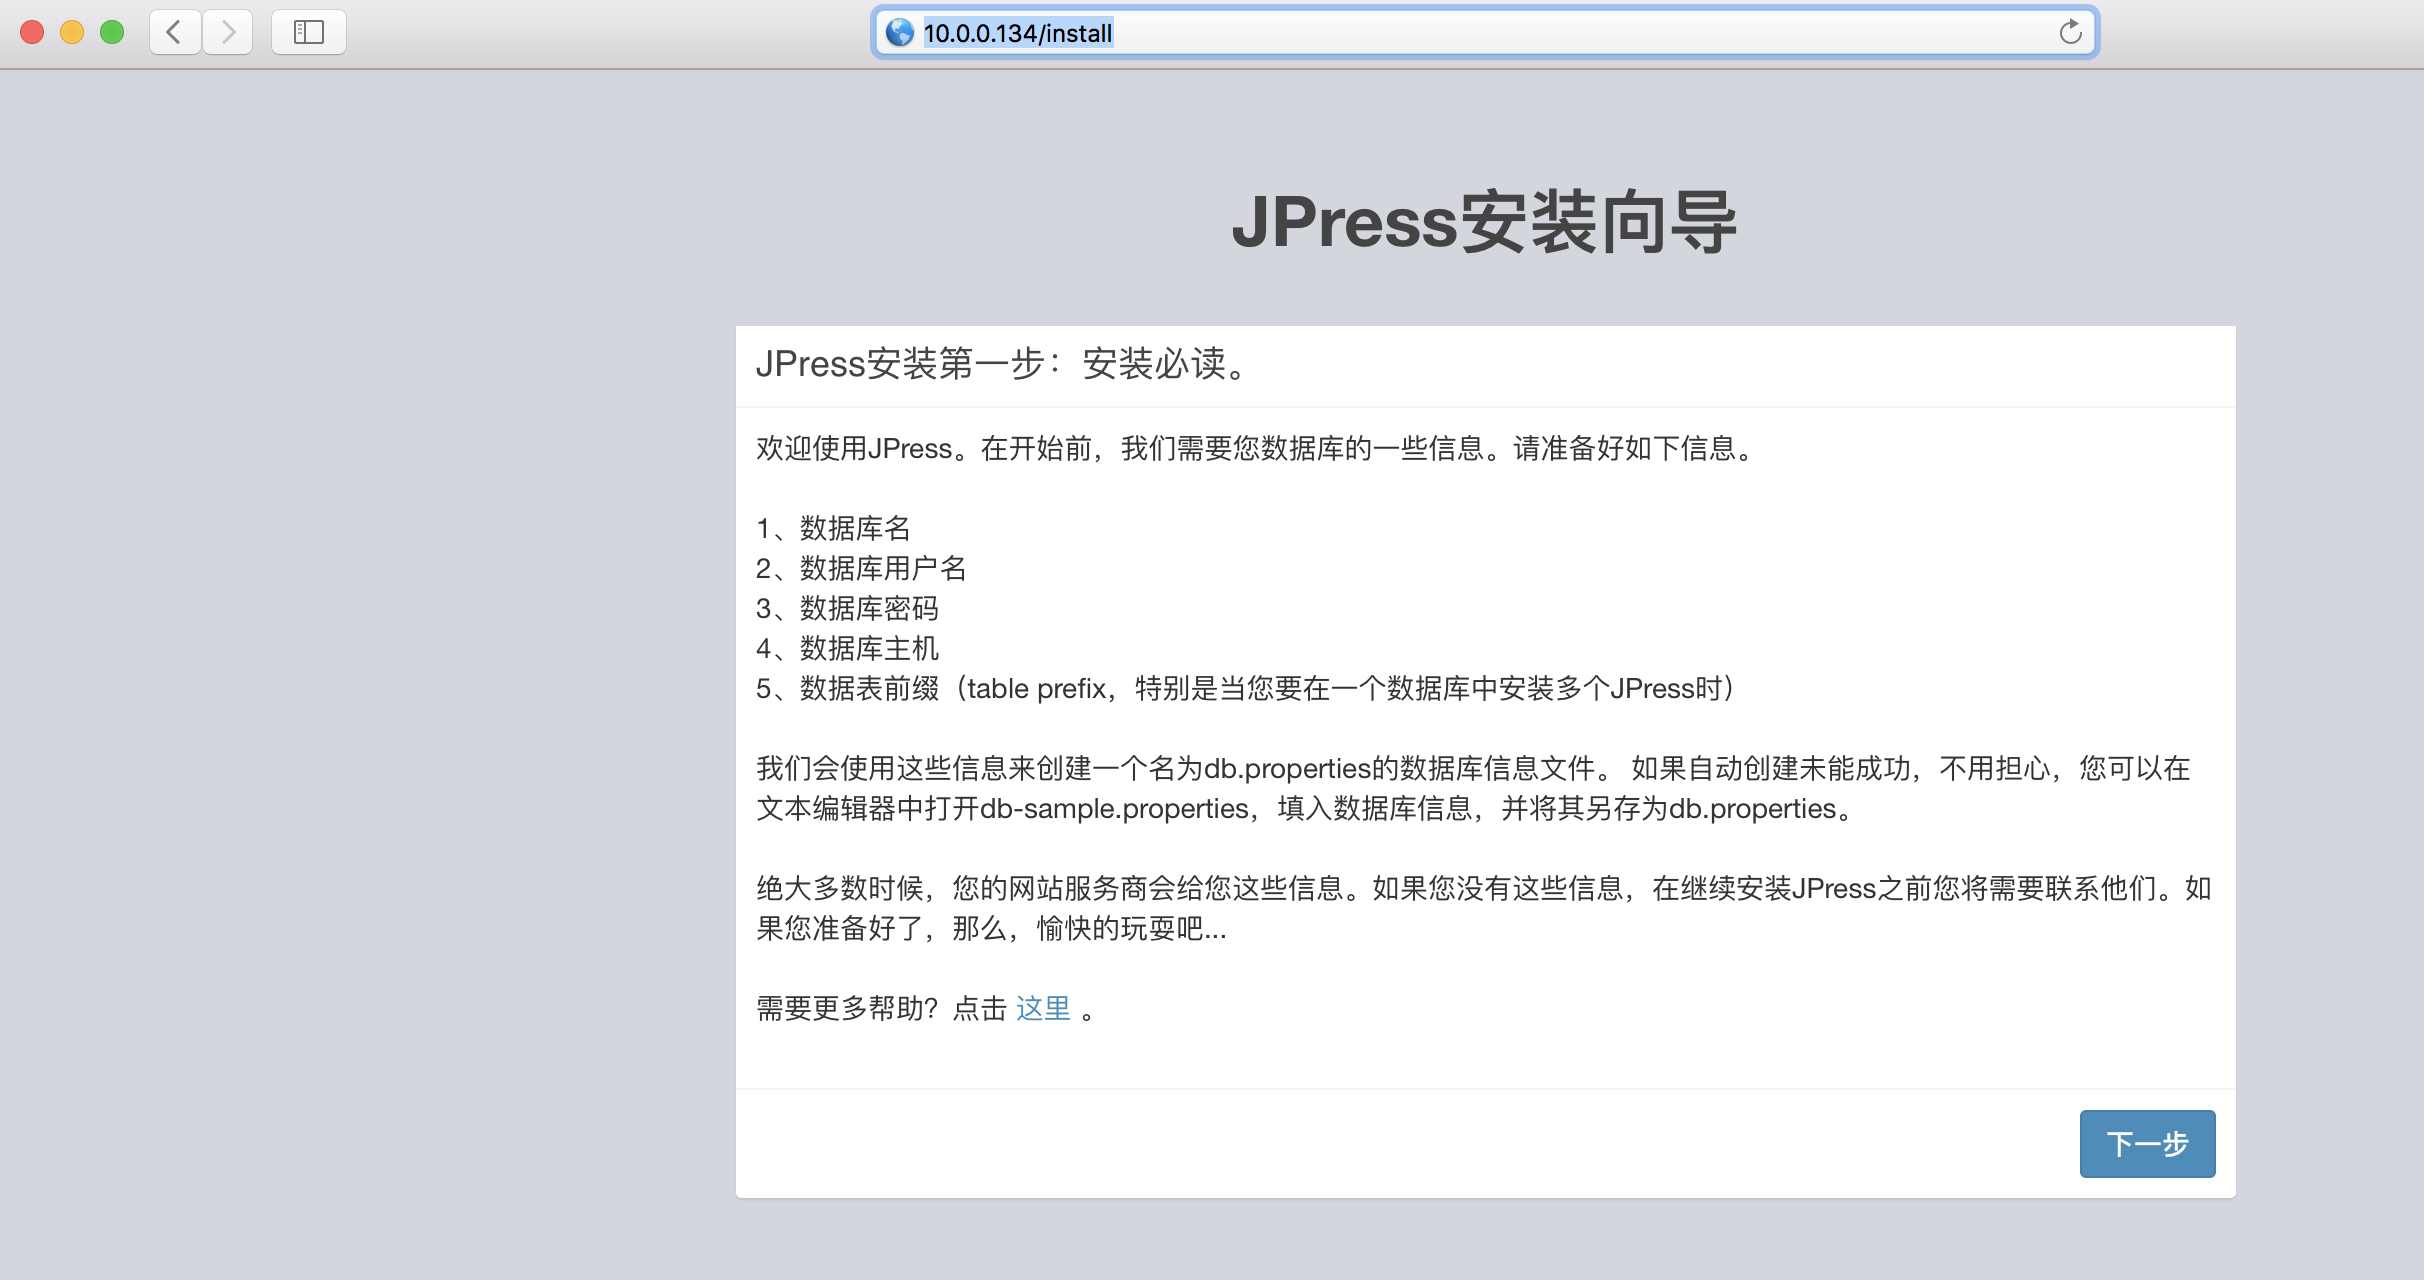 10.0.0.134/install
JPress安装向导
JPress安装第一步：安装必读。
欢迎使用JPress。在开始前，我们需要您数据库的一些信息。请准备好如下信息。
1、数据库名
2、数据库用户名
3、数据库密码
4、数据库主机
5、数据表前缀（table prefix，特别是当您要在一个数据库中安装多个JPress时）
我们会使用这些信息来创建一个名为db.properties的数据库信息文件。 如果自动创建未能成功，不用担心，您可以在
文本编辑器中打开db-sample.properties，填入数据库信息，并将其另存为db.properties。
绝大多数时候，您的网站服务商会给您这些信息。如果您没有这些信息，在继续安装JPress之前您将需要联系他们。如
果您准备好了，那么，愉快的玩耍吧...
需要更多帮助？点击 这里 。
下一步